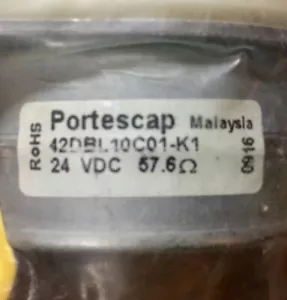 RoHS
Portescap Malaysia
42DBL10C01-K1
24 VDC 57.6Ω
0916